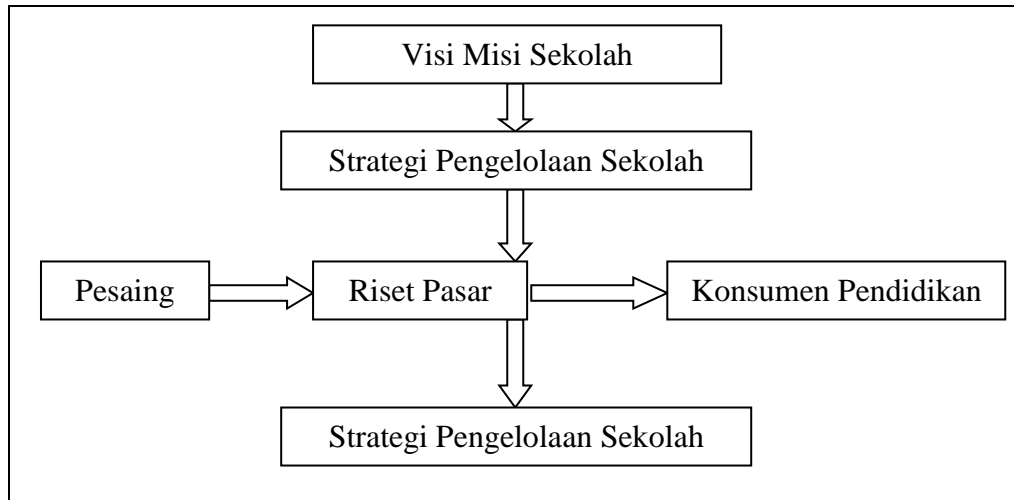 Visi Misi Sekolah
Strategi Pengelolaan Sekolah
Pesaing
Riset Pasar
Konsumen Pendidikan
Strategi Pengelolaan Sekolah